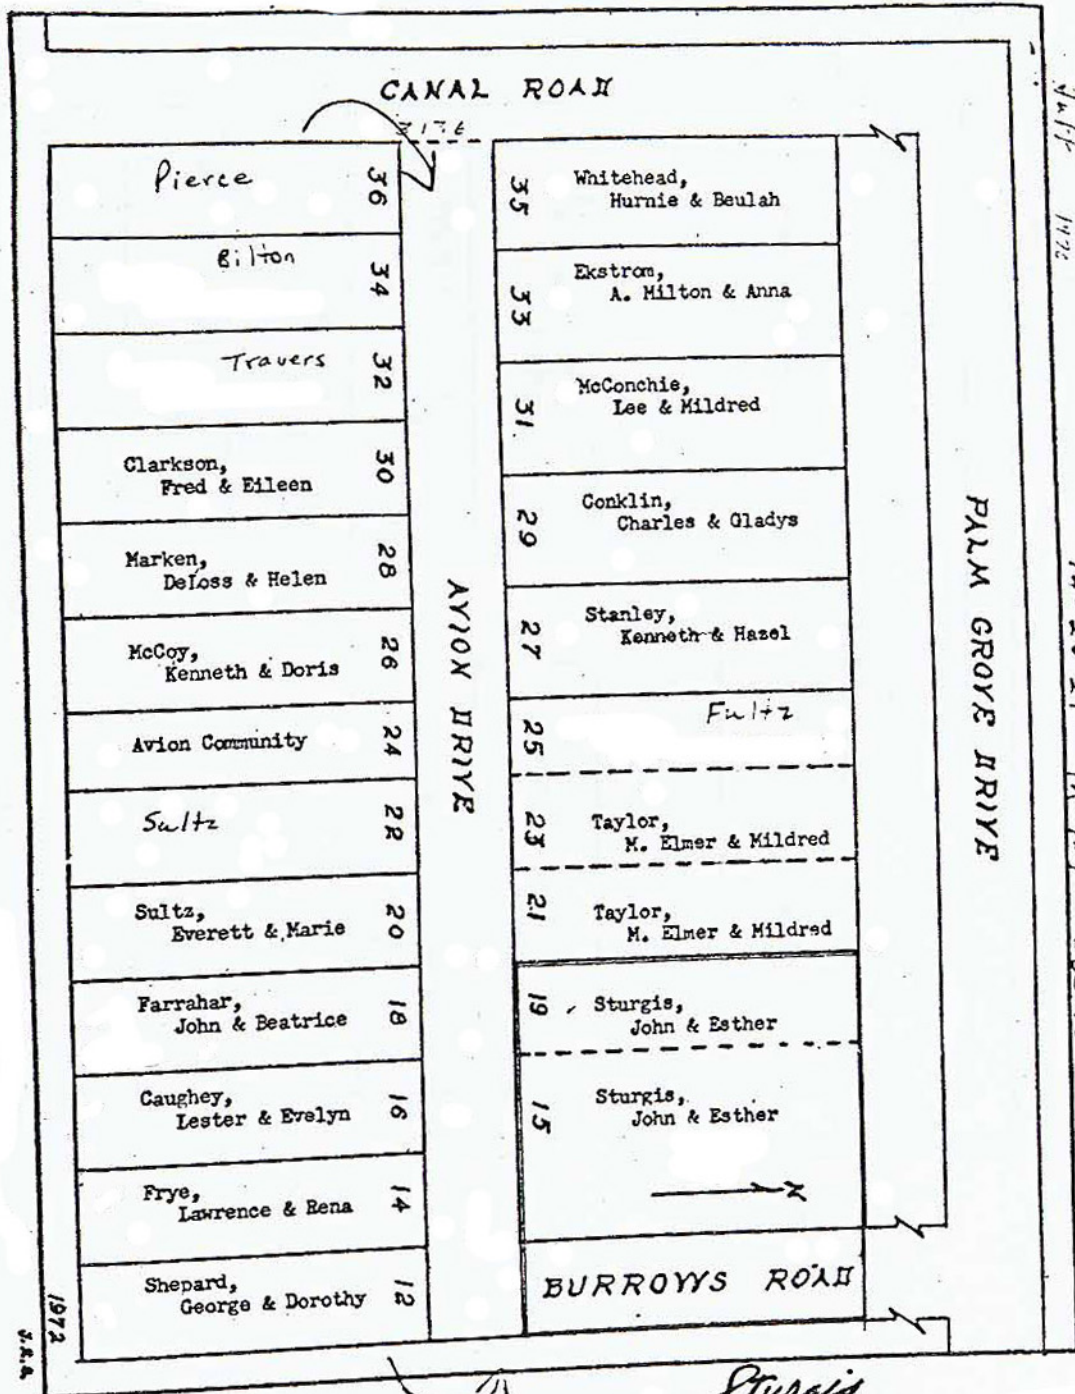 CANAL ROAD
Pierce
36
Bilton
34
Travers
32
Clarkson,
Fred & Eileen
30
Marken,
DeLoss & Helen
28
McCoy,
Kenneth & Doris
26
Avion Community
24
Sultz
22
Sultz,
Everett & Marie
20
Farrahar,
John & Beatrice
18
Caughey,
Lester & Evelyn
16
Frye,
Lawrence & Rena
14
Shepard,
George & Dorothy
12
AVION DRIVE
35
Whitehead,
Hurnie & Beulah
33
Ekstrom,
A. Milton & Anna
31
McConchie,
Lee & Mildred
29
Conklin,
Charles & Gladys
27
Stanley,
Kenneth & Hazel
25
Fultz
23
Taylor,
M. Elmer & Mildred
21
Taylor,
M. Elmer & Mildred
19
Sturgis,
John & Esther
15
Sturgis,
John & Esther
N
BURROWS ROAD
PALM GROVE DRIVE
1972
Sturgis